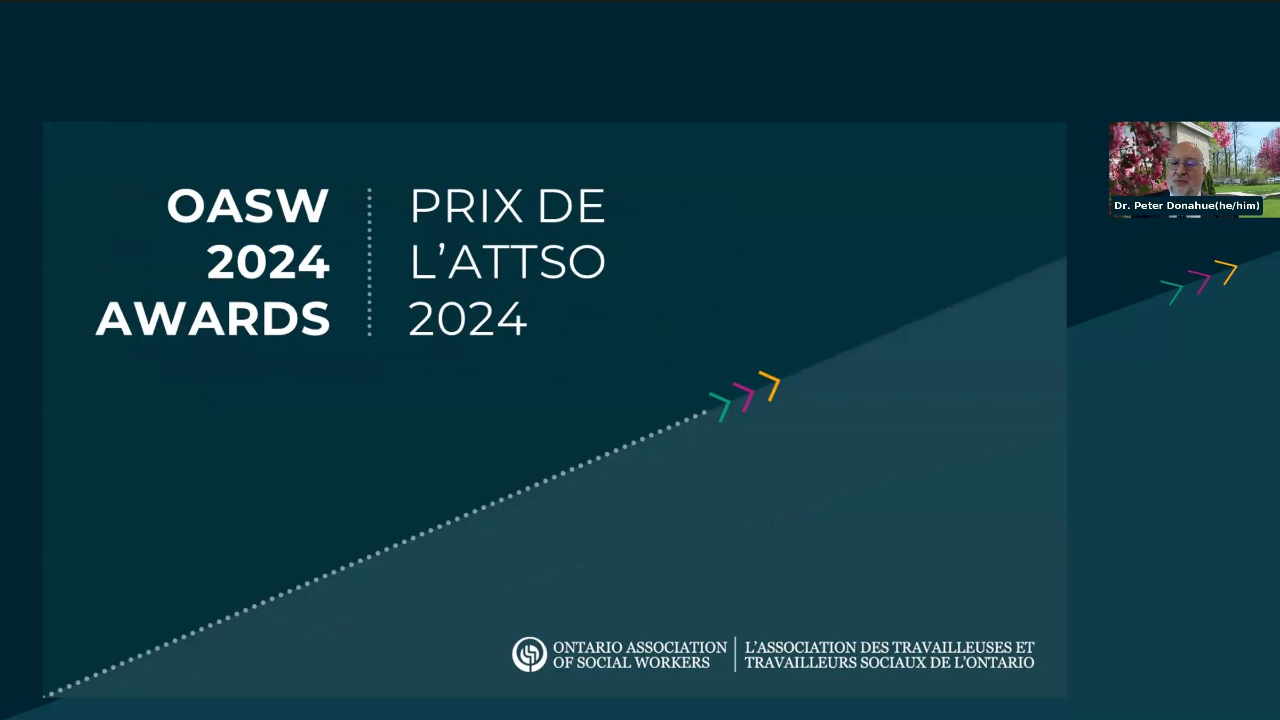 OASW
2024
AWARDS
PRIX DE
L’ATTSO
2024
Dr. Peter Donahue(he/him)
ONTARIO ASSOCIATION
OF SOCIAL WORKERS
L’ASSOCIATION DES TRAVAILLEUSES ET
TRAVAILLEURS SOCIAUX DE L’ONTARIO